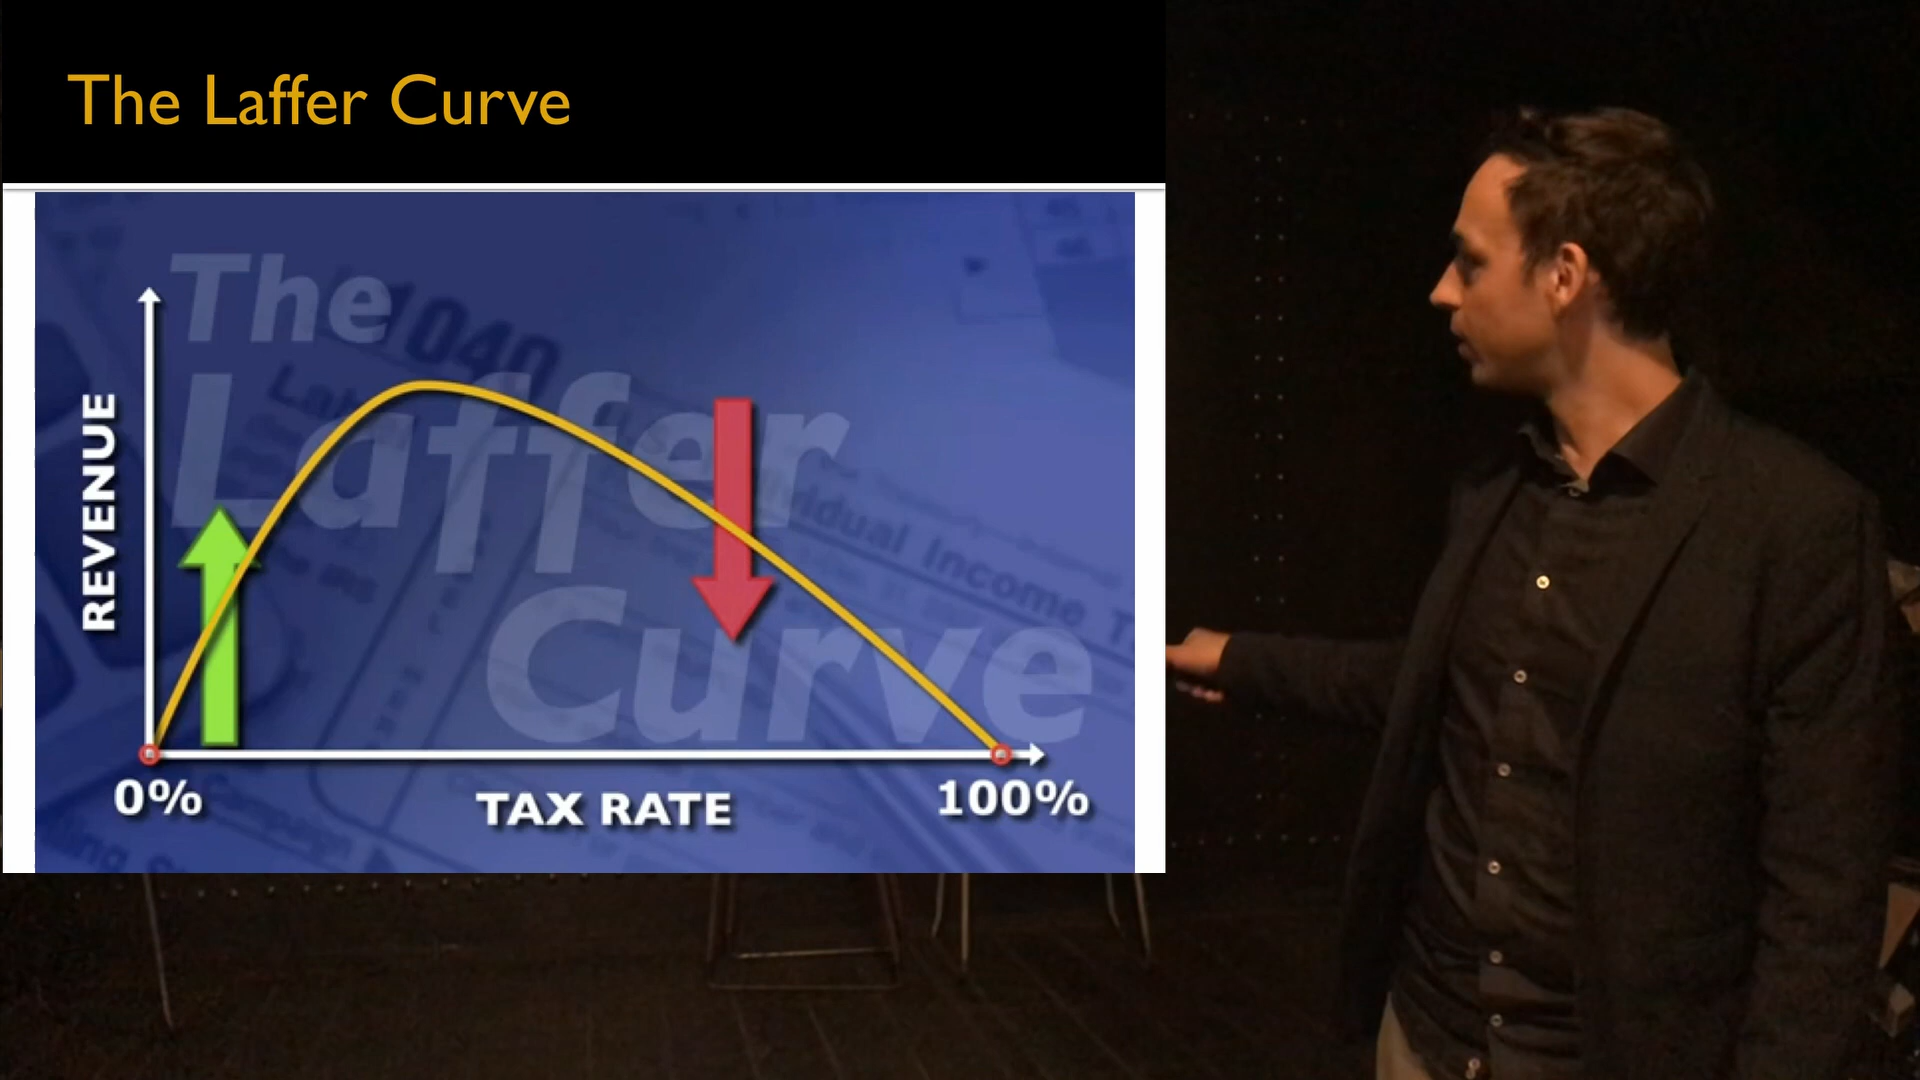 The Laffer Curve
The
Laffer
Curve
1040
REVENUE
0%
TAX RATE
100%